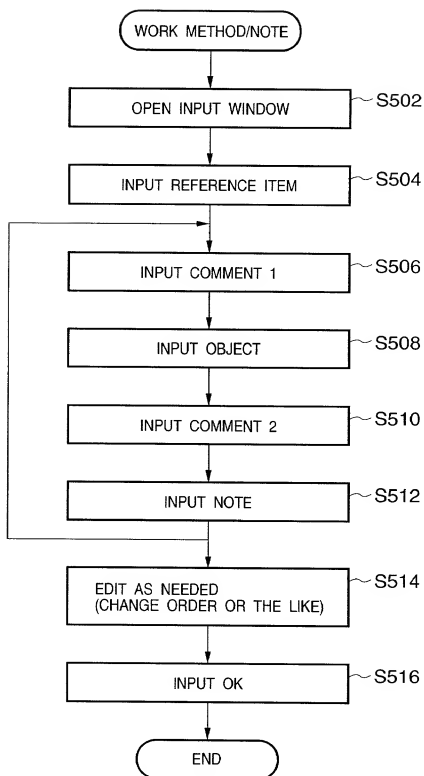 WORK METHOD/NOTE
OPEN INPUT WINDOW
S502
INPUT REFERENCE ITEM
S504
INPUT COMMENT 1
S506
INPUT OBJECT
S508
INPUT COMMENT 2
S510
INPUT NOTE
S512
EDIT AS NEEDED
(CHANGE ORDER OR THE LIKE)
S514
INPUT OK
S516
END